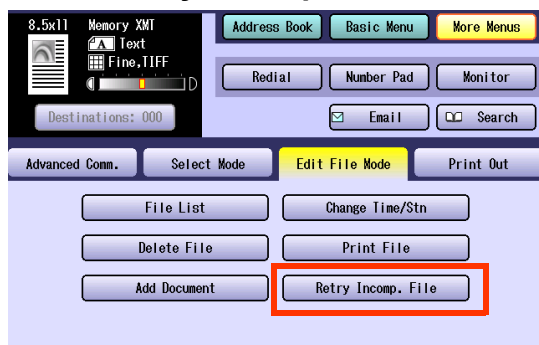 8.5x11 Memory XMT
A Text
Fine,TIFF
D
Destinations: 000
Address Book Basic Menu More Menus
Redial Number Pad Monitor
Email Search
Advanced Comm. Select Mode Edit File Mode Print Out
File List Change Time/Stn
Delete File Print File
Add Document Retry Incomp. File